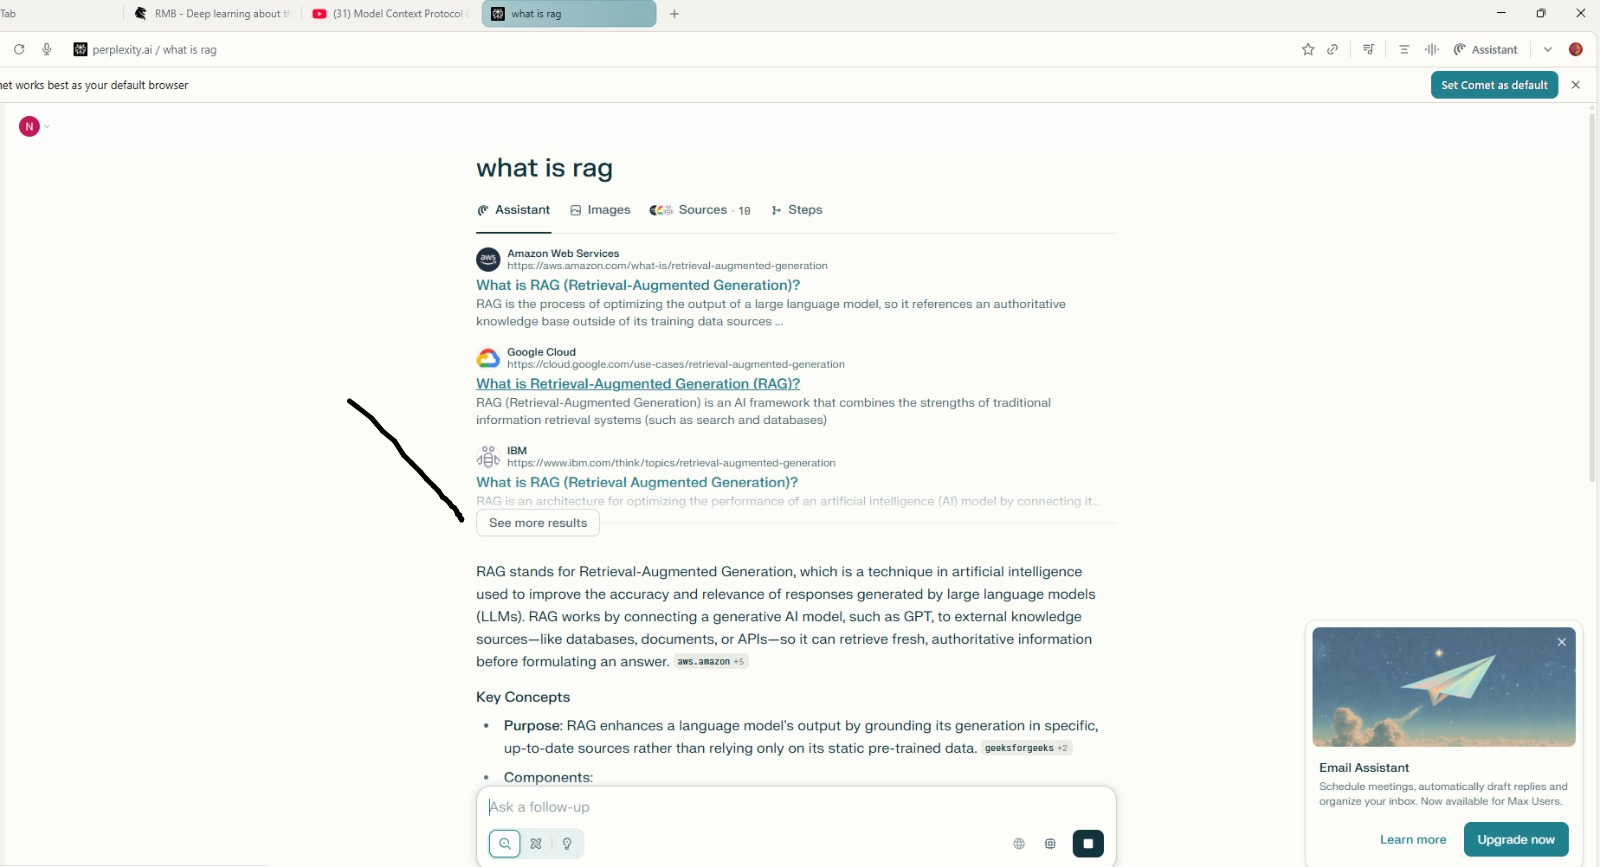 Tab
RMB - Deep learning about th
(31) Model Context Protocol
what is rag
perplexity.ai / what is rag
Assistant
net works best as your default browser
Set Comet as default
N
what is rag
Assistant
Images
Sources · 10
Steps
aws
Amazon Web Services
https://aws.amazon.com/what-is/retrieval-augmented-generation
What is RAG (Retrieval-Augmented Generation)?
RAG is the process of optimizing the output of a large language model, so it references an authoritative
knowledge base outside of its training data sources ...
Google Cloud
https://cloud.google.com/use-cases/retrieval-augmented-generation
What is Retrieval-Augmented Generation (RAG)?
RAG (Retrieval-Augmented Generation) is an AI framework that combines the strengths of traditional
information retrieval systems (such as search and databases)
IBM
https://www.ibm.com/think/topics/retrieval-augmented-generation
What is RAG (Retrieval Augmented Generation)?
RAG is an architecture for optimizing the performance of an artificial intelligence (AI) model by connecting it...
See more results
RAG stands for Retrieval-Augmented Generation, which is a technique in artificial intelligence
used to improve the accuracy and relevance of responses generated by large language models
(LLMs). RAG works by connecting a generative AI model, such as GPT, to external knowledge
sources—like databases, documents, or APIs—so it can retrieve fresh, authoritative information
before formulating an answer. aws.amazon +5
Key Concepts
• Purpose: RAG enhances a language model's output by grounding its generation in specific,
up-to-date sources rather than relying only on its static pre-trained data. geeksforgeeks +2
• Components:
Ask a follow-up
Email Assistant
Schedule meetings, automatically draft replies and
organize your inbox. Now available for Max Users.
Learn more
Upgrade now